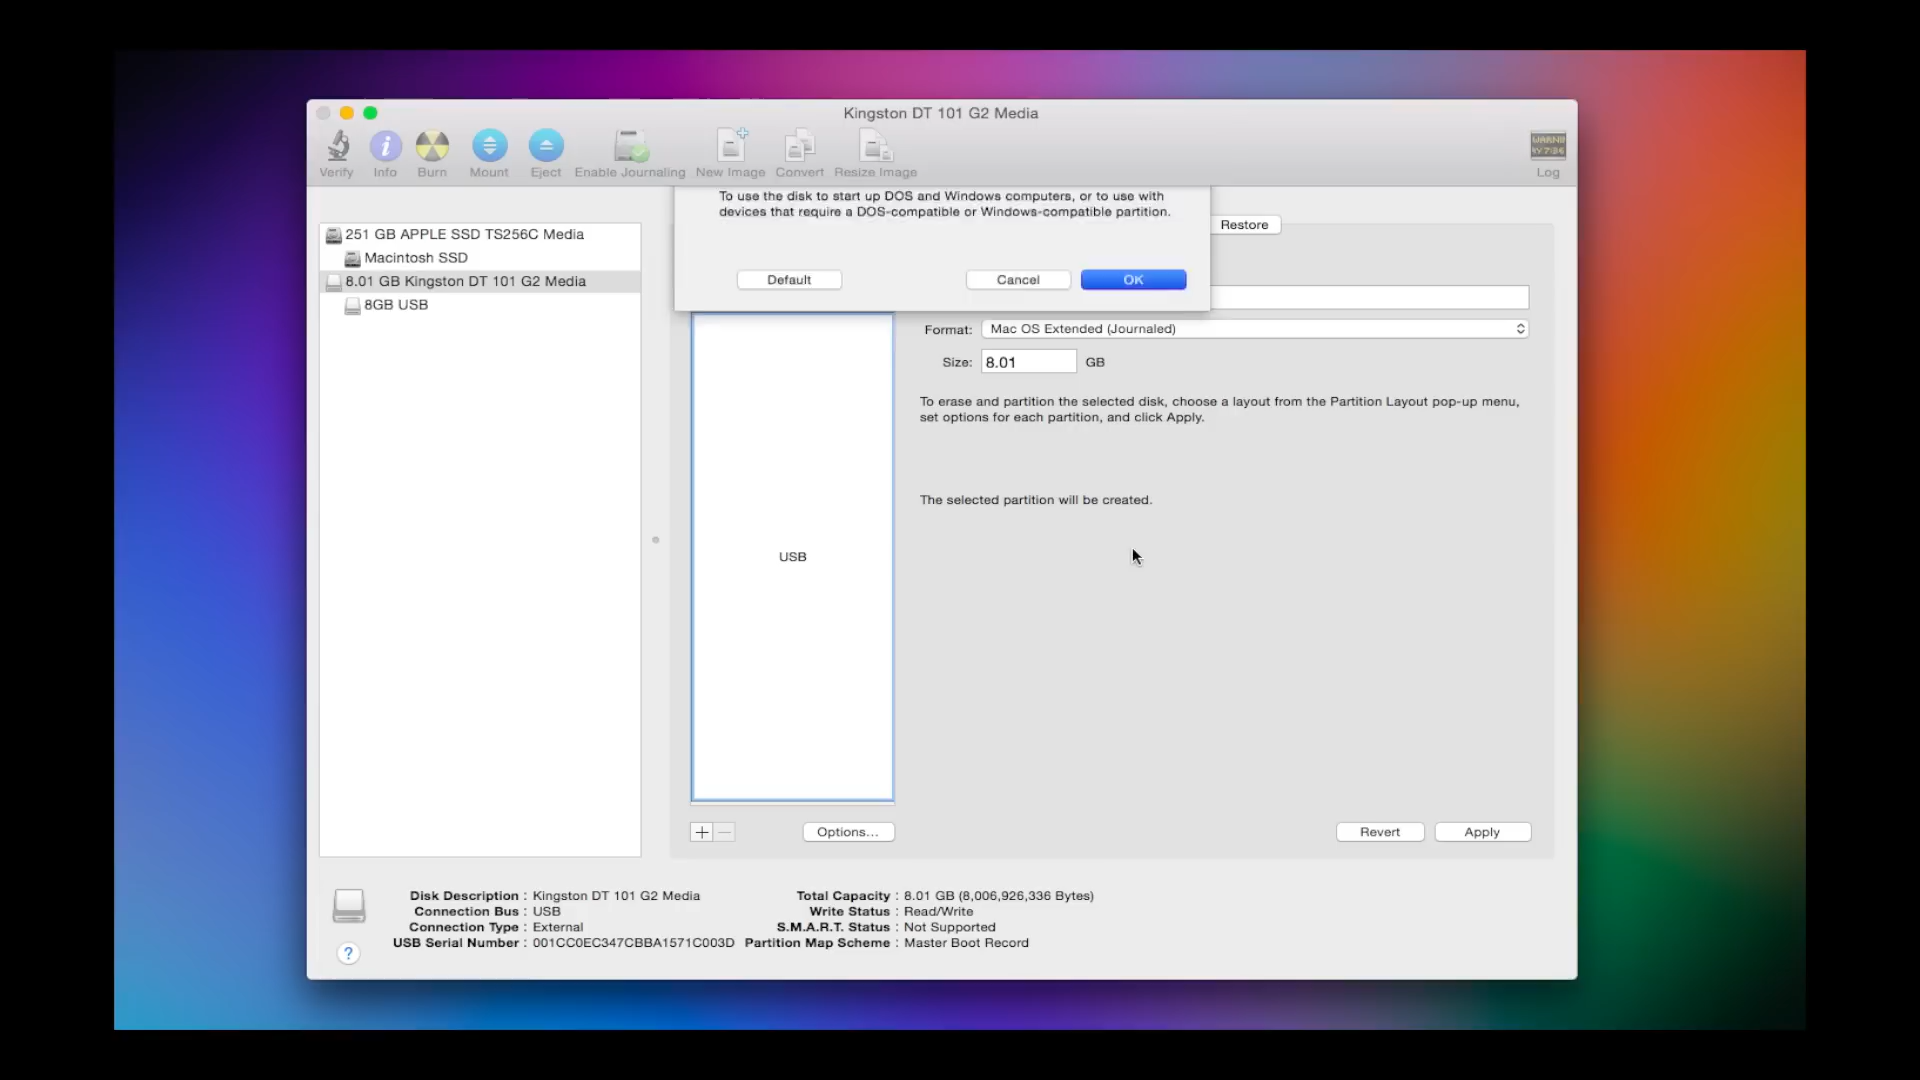 Kingston DT 101 G2 Media
Verify
Info
Burn
Mount
Eject
Enable Journaling
New Image
Convert
Resize Image
WARNI
Log
To use the disk to start up DOS and Windows computers, or to use with
devices that require a DOS-compatible or Windows-compatible partition.
Default
Cancel
OK
Restore
251 GB APPLE SSD TS256C Media
Macintosh SSD
8.01 GB Kingston DT 101 G2 Media
8GB USB
Format: Mac OS Extended (Journaled)
Size: 8.01 GB
To erase and partition the selected disk, choose a layout from the Partition Layout pop-up menu,
set options for each partition, and click Apply.
The selected partition will be created.
USB
Options...
Revert
Apply
Disk Description : Kingston DT 101 G2 Media
Connection Bus : USB
Connection Type : External
USB Serial Number : 001CC0EC347CBBA1571C003D
Total Capacity : 8.01 GB (8,006,926,336 Bytes)
Write Status : Read/Write
S.M.A.R.T. Status : Not Supported
Partition Map Scheme : Master Boot Record
?